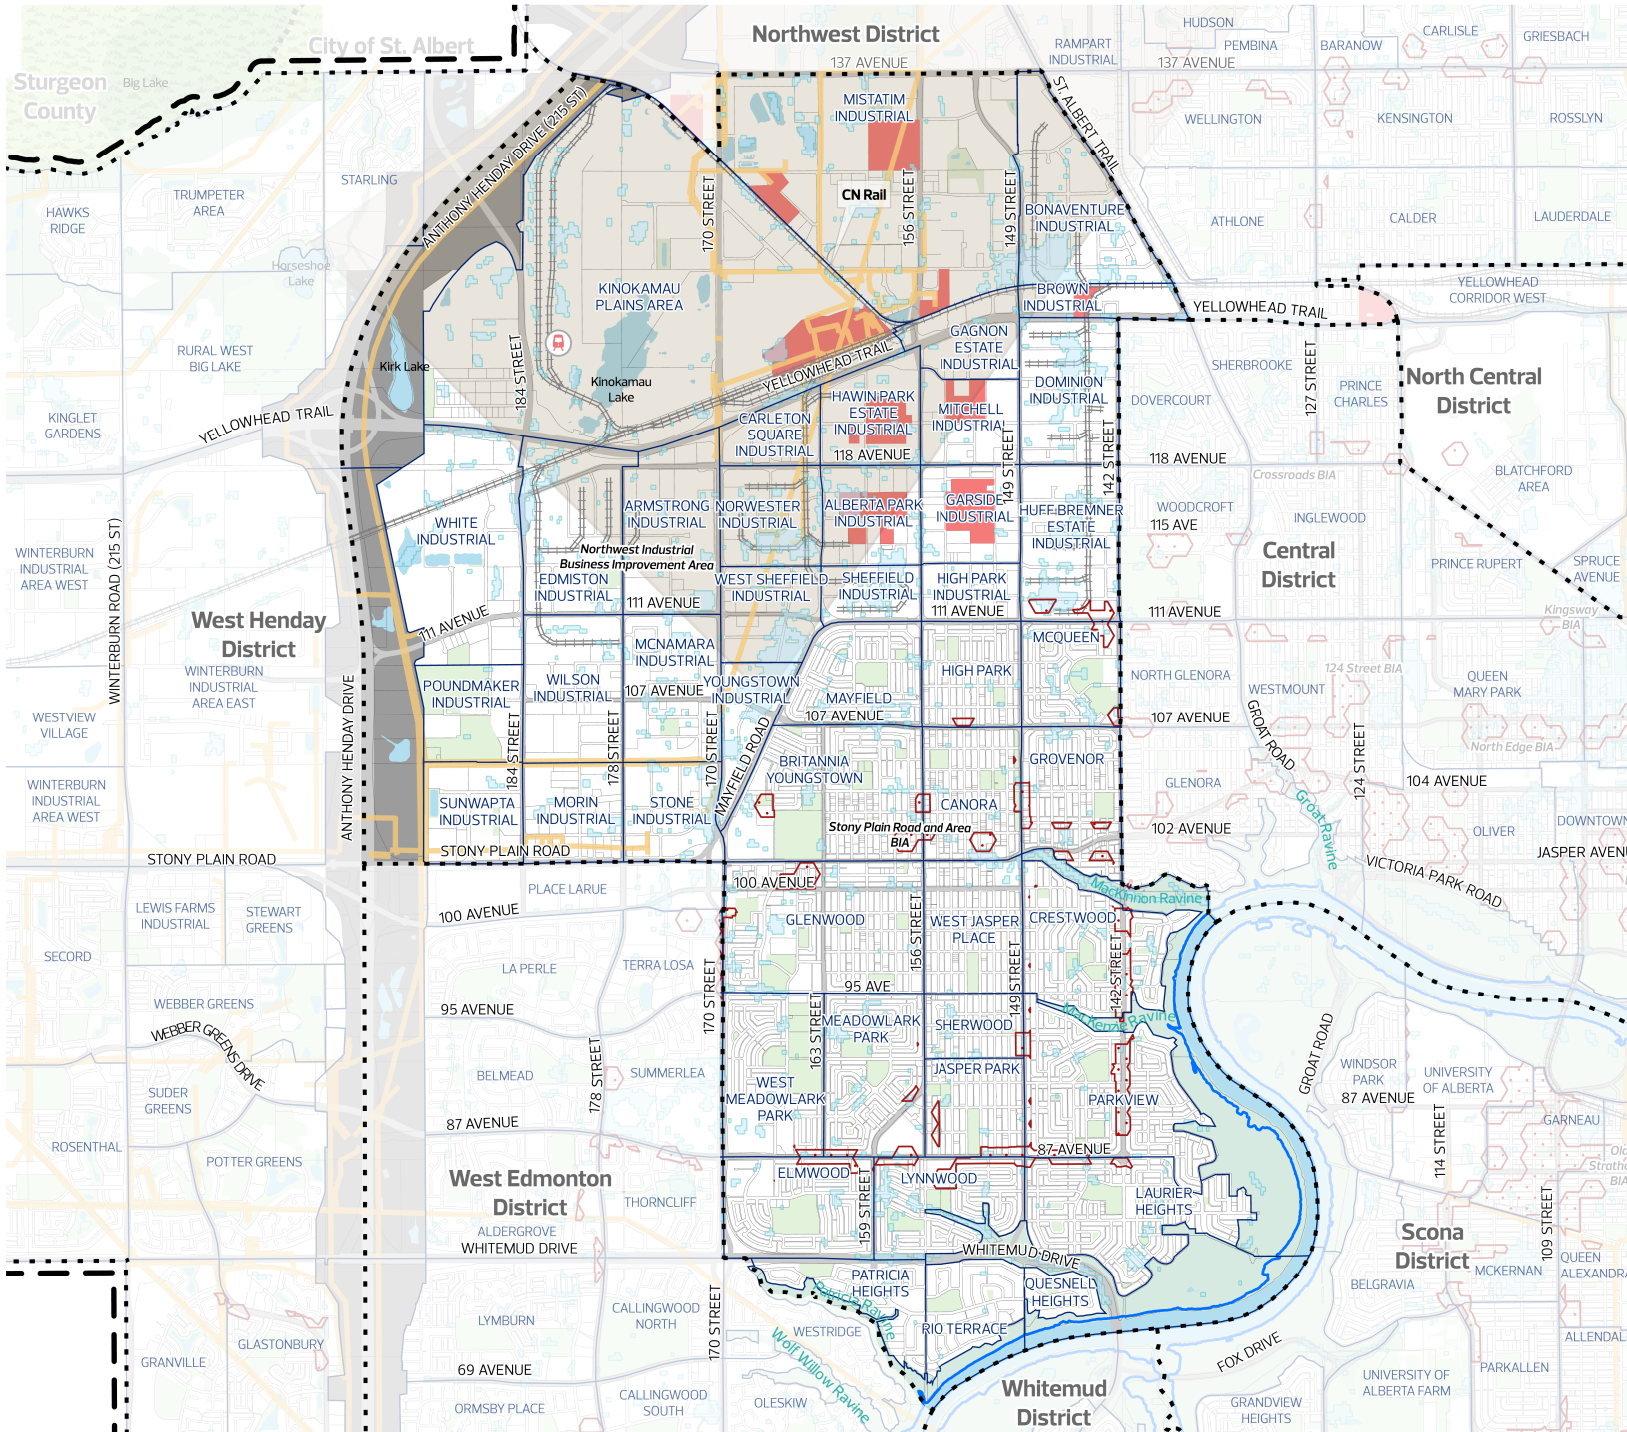 City of St. Albert
Northwest District
137 AVENUE
RAMPART
INDUSTRIAL
HUDSON
PEMBINA
137 AVENUE
BARANOW
CARLISLE
GRIESBACH
Sturgeon
County
Big Lake
ANTHONY HENDAY DRIVE (215 ST)
MISTATIM
INDUSTRIAL
ST. ALBERT TRAIL
WELLINGTON
KENSINGTON
ROSSLYN
STARLING
TRUMPETER
AREA
HAWKS
RIDGE
CN Rail
170 STREET
156 STREET
149 STREET
BONAVENTURE
INDUSTRIAL
ATHLONE
CALDER
LAUDERDALE
Horseshoe
Lake
KINOKAMAU
PLAINS AREA
BROWN
INDUSTRIAL
YELLOWHEAD TRAIL
YELLOWHEAD
CORRIDOR WEST
RURAL WEST
BIG LAKE
Kirk Lake
184 STREET
Kinokamau
Lake
YELLOWHEAD TRAIL
GAGNON
ESTATE
INDUSTRIAL
SHERBROOKE
127 STREET
PRINCE
CHARLES
North Central
District
KINGLET
GARDENS
YELLOWHEAD TRAIL
CARLETON
SQUARE
INDUSTRIAL
HAWIN PARK
ESTATE
INDUSTRIAL
MITCHELL
INDUSTRIAL
DOMINION
INDUSTRIAL
DOVERCOURT
118 AVENUE
149 STREET
142 STREET
118 AVENUE
Crossroads BIA
BLATCHFORD
AREA
WHITE
INDUSTRIAL
ARMSTRONG
INDUSTRIAL
NORWESTER
INDUSTRIAL
ALBERTA PARK
INDUSTRIAL
GARSIDE
INDUSTRIAL
HUFF BREMNER
ESTATE
INDUSTRIAL
WOODCROFT
115 AVE
INGLEWOOD
WINTERBURN
INDUSTRIAL
AREA WEST
WINTERBURN ROAD (215 ST)
Northwest Industrial
Business Improvement Area
EDMISTON
INDUSTRIAL
WEST SHEFFIELD
INDUSTRIAL
SHEFFIELD
INDUSTRIAL
HIGH PARK
INDUSTRIAL
Central
District
PRINCE RUPERT
SPRUCE
AVENUE
111 AVENUE
111 AVENUE
111 AVENUE
111 AVENUE
Kingsway
BIA
West Henday
District
MCNAMARA
INDUSTRIAL
MCQUEEN
WINTERBURN
INDUSTRIAL
AREA EAST
POUNDMAKER
INDUSTRIAL
WILSON
INDUSTRIAL
107 AVENUE
YOUNGSTOWN
INDUSTRIAL
MAYFIELD
HIGH PARK
NORTH GLENORA
WESTMOUNT
124 Street BIA
QUEEN
MARY PARK
WESTVIEW
VILLAGE
ANTHONY HENDAY DRIVE
184 STREET
178 STREET
170 STREET
MAYFIELD ROAD
107 AVENUE
107 AVENUE
GROAT ROAD
124 STREET
North Edge BIA
BRITANNIA
YOUNGSTOWN
GROVENOR
GLENORA
104 AVENUE
WINTERBURN
INDUSTRIAL
AREA WEST
SUNWAPTA
INDUSTRIAL
MORIN
INDUSTRIAL
STONE
INDUSTRIAL
CANORA
Stony Plain Road and Area
BIA
102 AVENUE
Groat Ravine
OLIVER
DOWNTOWN
STONY PLAIN ROAD
STONY PLAIN ROAD
JASPER AVENU
VICTORIA PARK ROAD
PLACE LARUE
100 AVENUE
100 AVENUE
MacKinnon Ravine
LEWIS FARMS
INDUSTRIAL
STEWART
GREENS
GLENWOOD
156 STREET
WEST JASPER
PLACE
CRESTWOOD
SECORD
LA PERLE
TERRA LOSA
170 STREET
149 STREET
142 STREET
95 AVE
WEBBER GREENS
95 AVENUE
WEBBER GREENS DRIVE
163 STREET
MEADOWLARK
PARK
SHERWOOD
MacKenzie Ravine
178 STREET
BELMEAD
SUMMERLEA
JASPER PARK
GROAT ROAD
WINDSOR
PARK
UNIVERSITY
OF ALBERTA
SUDER
GREENS
WEST
MEADOWLARK
PARK
PARKVIEW
87 AVENUE
GARNEAU
87 AVENUE
87 AVENUE
114 STREET
ROSENTHAL
POTTER GREENS
West Edmonton
District
ELMWOOD
159 STREET
LYNNWOOD
THORNCLIFF
LAURIER
HEIGHTS
Old
Strathc
BIA
ALDERGROVE
WHITEMUD DRIVE
WHITEMUD DRIVE
Scona
District
109 STREET
PATRICIA
HEIGHTS
QUESNELL
HEIGHTS
BELGRAVIA
MCKERNAN
QUEEN
ALEXANDRA
Patricia Ravine
LYMBURN
CALLINGWOOD
NORTH
170 STREET
WESTRIDGE
RIO TERRACE
Wolf Willow Ravine
GLASTONBURY
GRANVILLE
69 AVENUE
FOX DRIVE
ALLENDAL
PARKALLEN
ORMSBY PLACE
CALLINGWOOD
SOUTH
OLESKIW
Whitemud
District
UNIVERSITY OF
ALBERTA FARM
GRANDVIEW
HEIGHTS